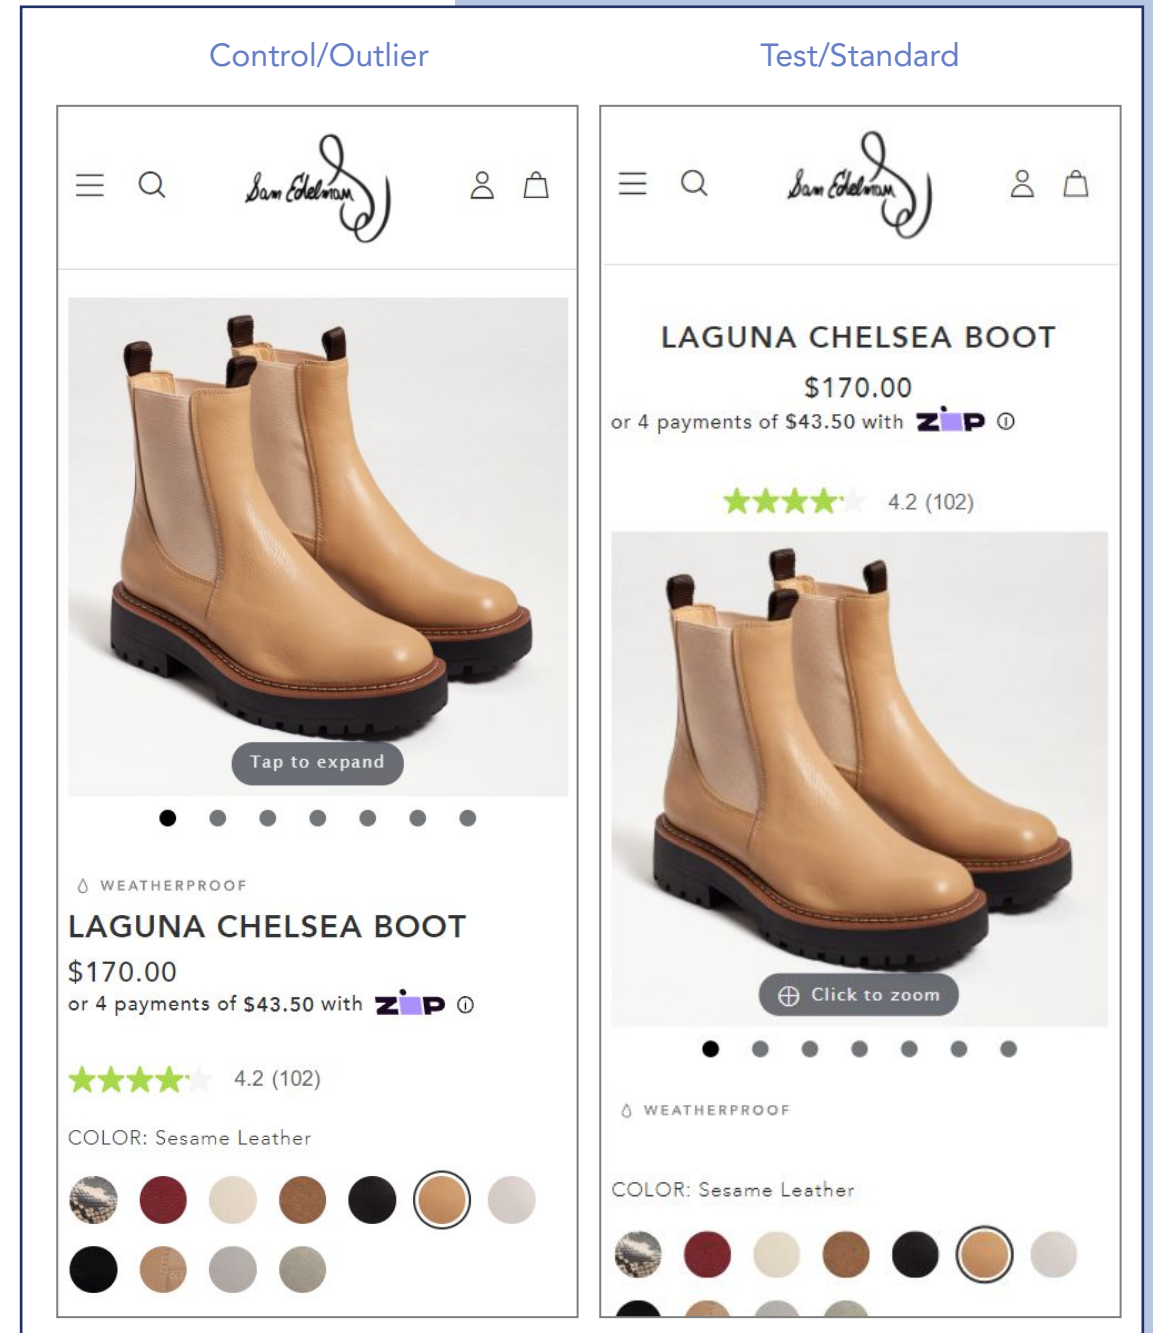 Control/Outlier
Sam Edelman
Tap to expand
WEATHERPROOF
LAGUNA CHELSEA BOOT
$170.00
or 4 payments of $43.50 with ZIP
4.2 (102)
COLOR: Sesame Leather
Test/Standard
Sam Edelman
LAGUNA CHELSEA BOOT
$170.00
or 4 payments of $43.50 with ZIP
4.2 (102)
Click to zoom
WEATHERPROOF
COLOR: Sesame Leather